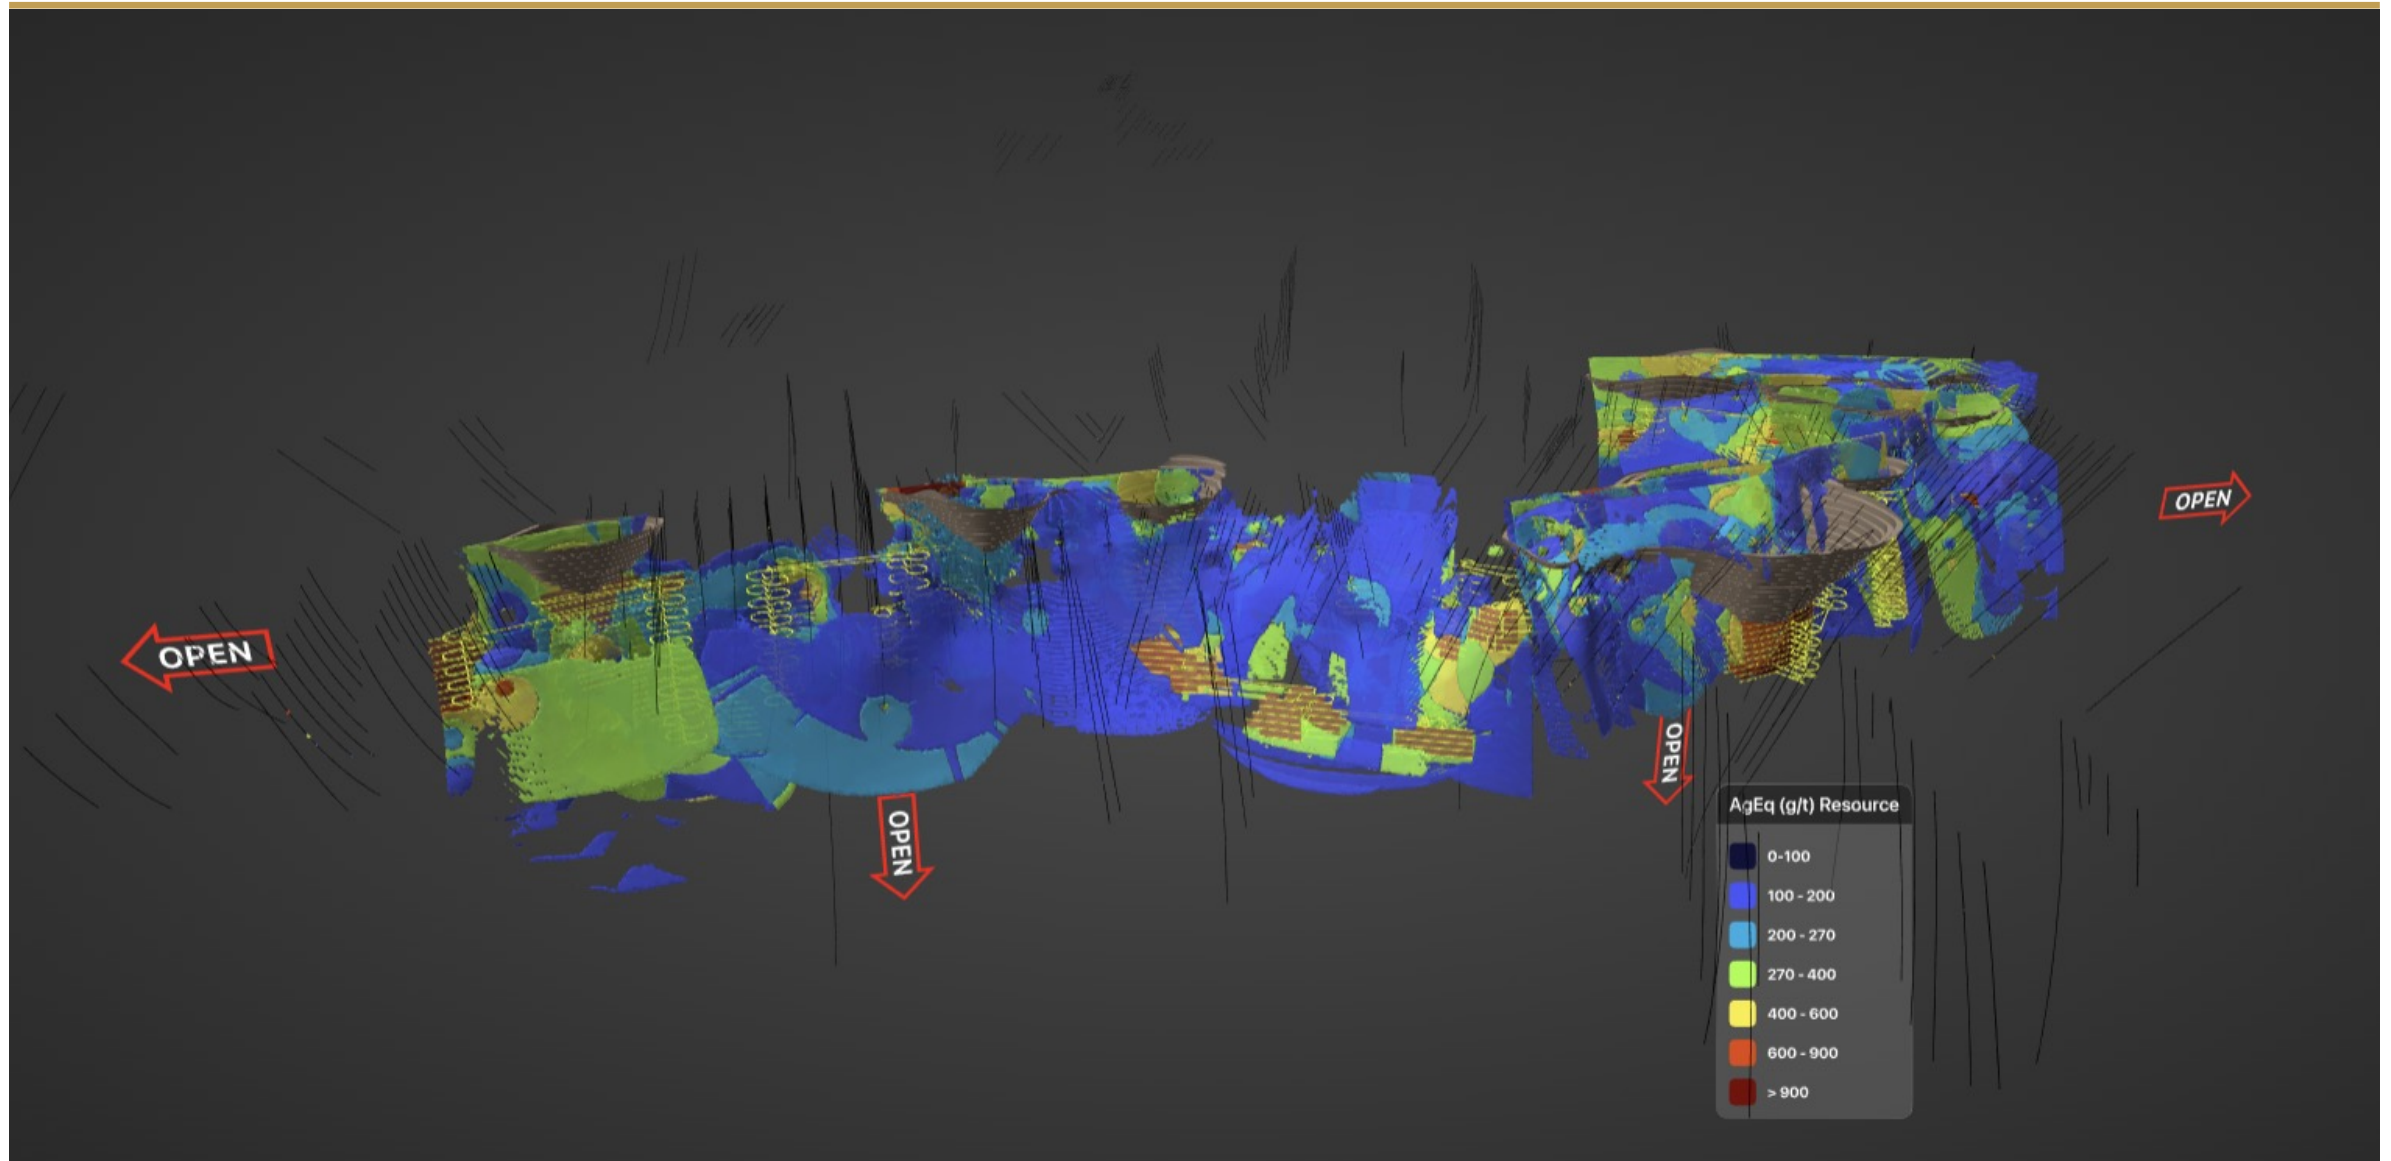 OPEN
OPEN
OPEN
OPEN
AgEq (g/t) Resource
0-100
100 - 200
200 - 270
270 - 400
400 - 600
600 - 900
> 900